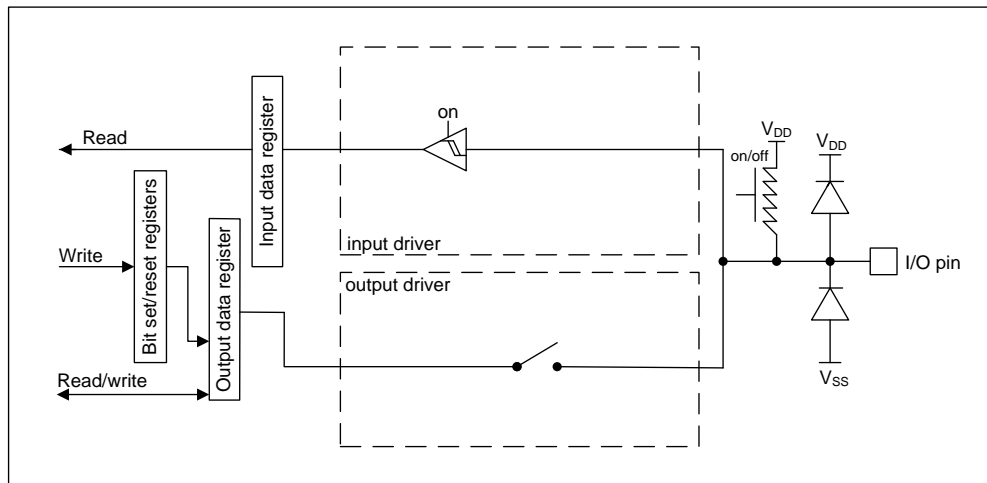 on
Read
Input data register
V_DD
on/off
V_DD
Bit set/reset registers
input driver
Write
Output data register
output driver
I/O pin
Read/write
V_SS